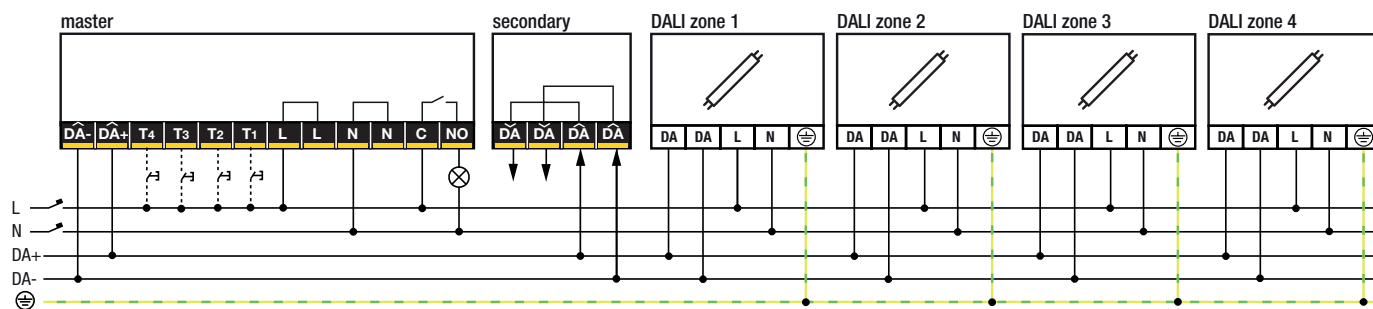 master secondary DALI zone 1 DALI zone 2 DALI zone 3 DALI zone 4
DA- DA+ T4 T3 T2 T1 L L N N C NO DA DA DA DA DA DA L N DA DA L N DA DA L N DA DA L N
L
N
DA+
DA-